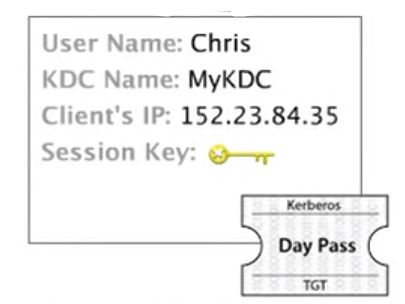 User Name: Chris
KDC Name: MyKDC
Client's IP: 152.23.84.35
Session Key:
Kerberos
Day Pass
TGT